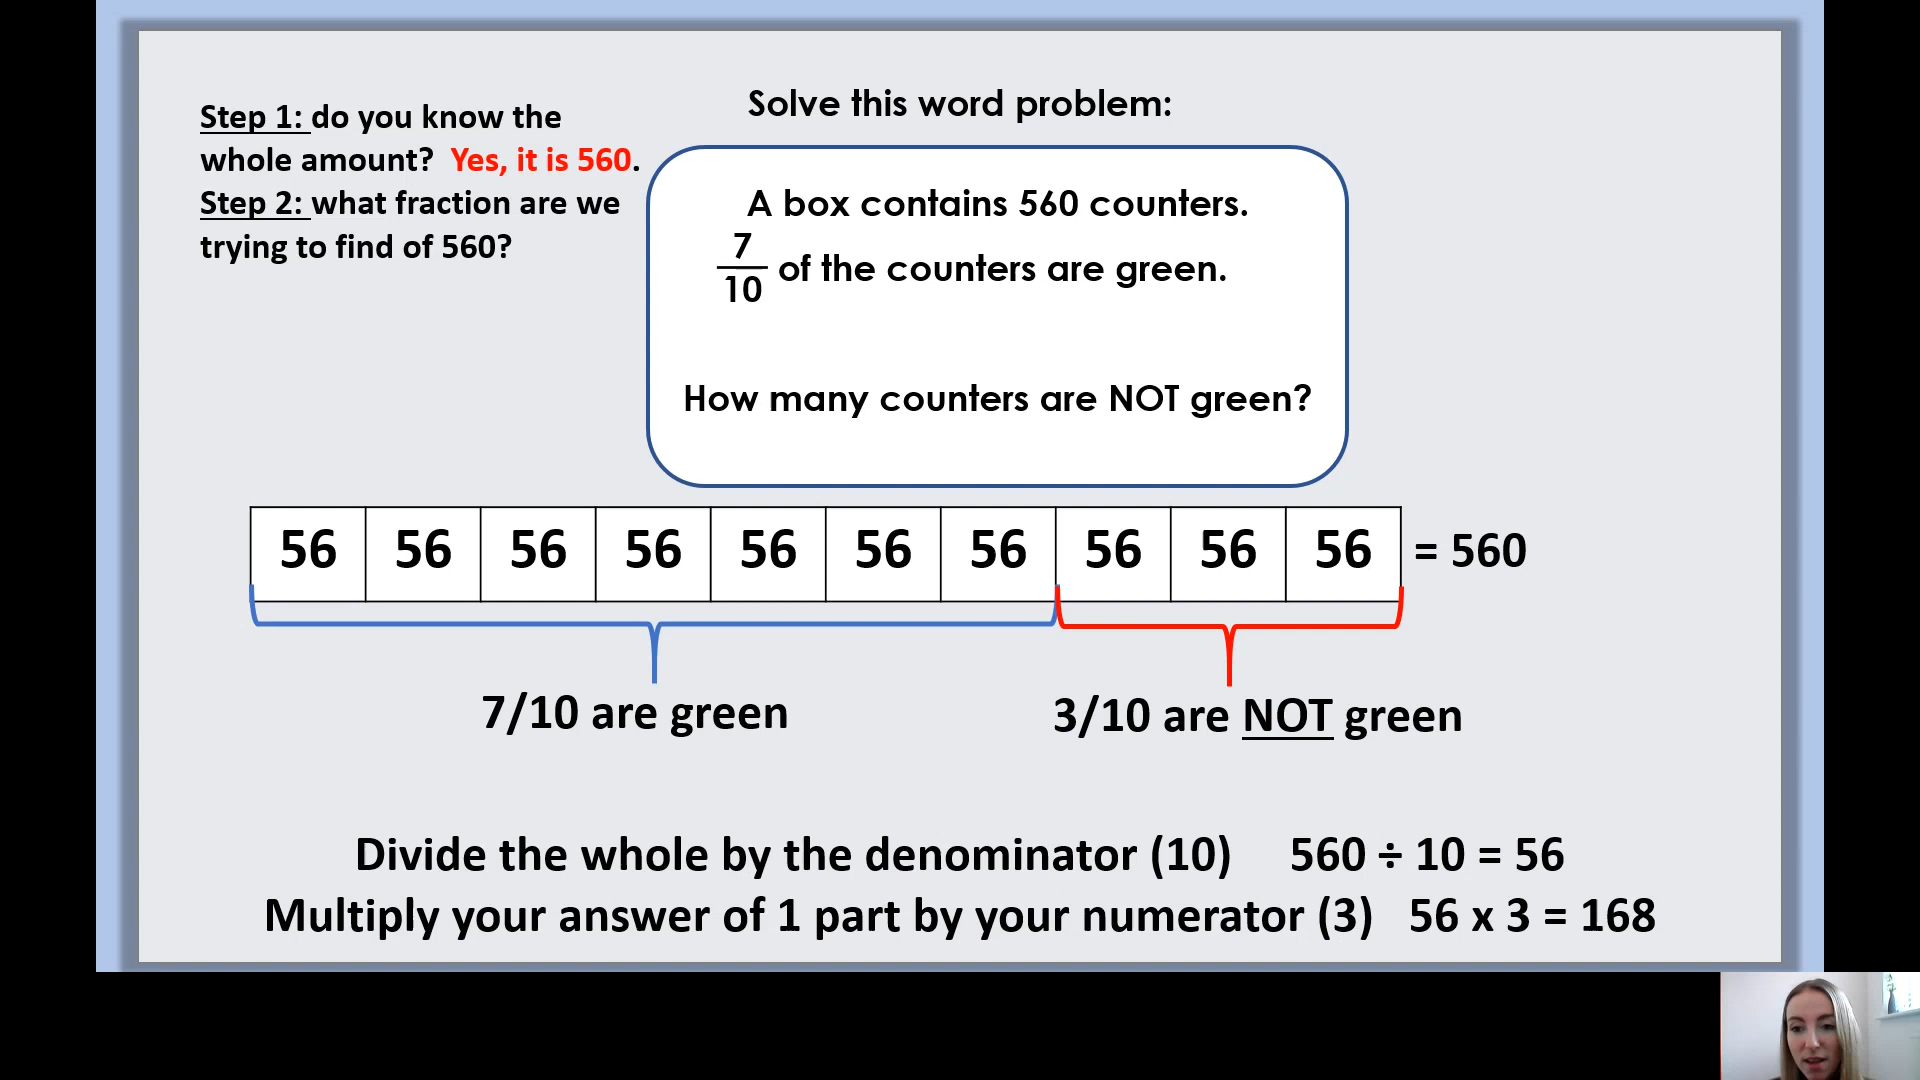 Step 1: do you know the
whole amount? Yes, it is 560.
Step 2: what fraction are we
trying to find of 560?
Solve this word problem:
A box contains 560 counters.
7/10 of the counters are green.
How many counters are NOT green?
56 56 56 56 56 56 56 56 56 56 = 560
7/10 are green
3/10 are NOT green
Divide the whole by the denominator (10) 560 ÷ 10 = 56
Multiply your answer of 1 part by your numerator (3) 56 x 3 = 168